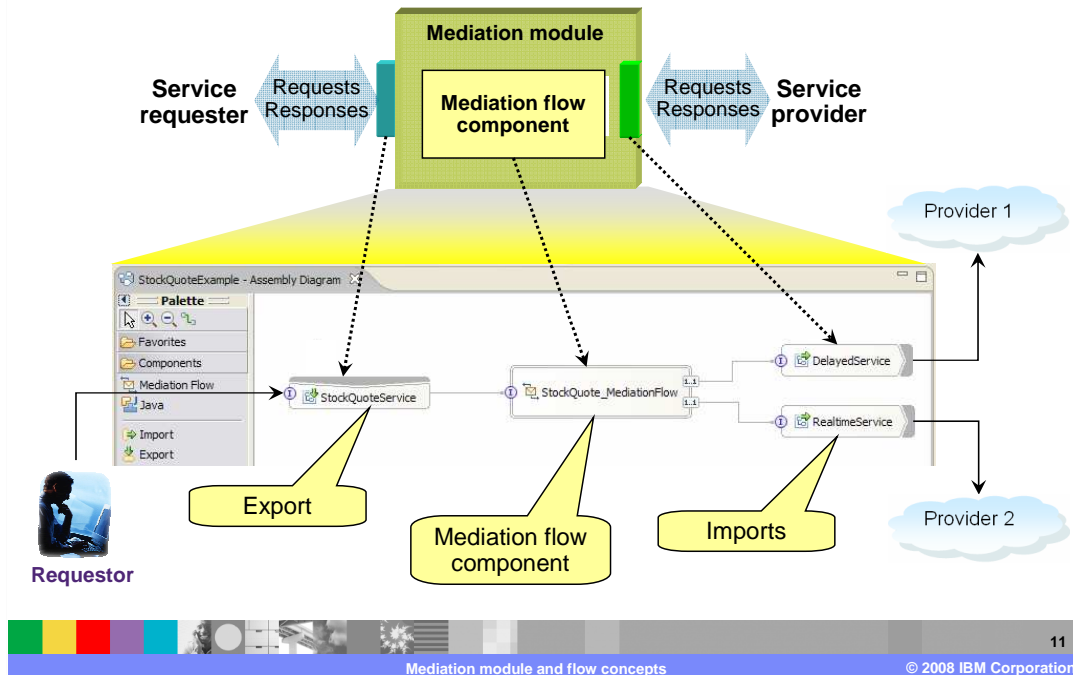 Mediation module
Service
requester
Requests
Responses
Mediation flow
component
Requests
Responses
Service
provider
Provider 1
StockQuoteExample - Assembly Diagram
Palette
Favorites
Components
Mediation Flow
Java
Import
Export
I
StockQuoteService
I
StockQuote_MediationFlow
1..1
1..1
I
DelayedService
I
RealtimeService
Export
Mediation flow
component
Imports
Provider 2
Requestor
11
Mediation module and flow concepts
© 2008 IBM Corporation